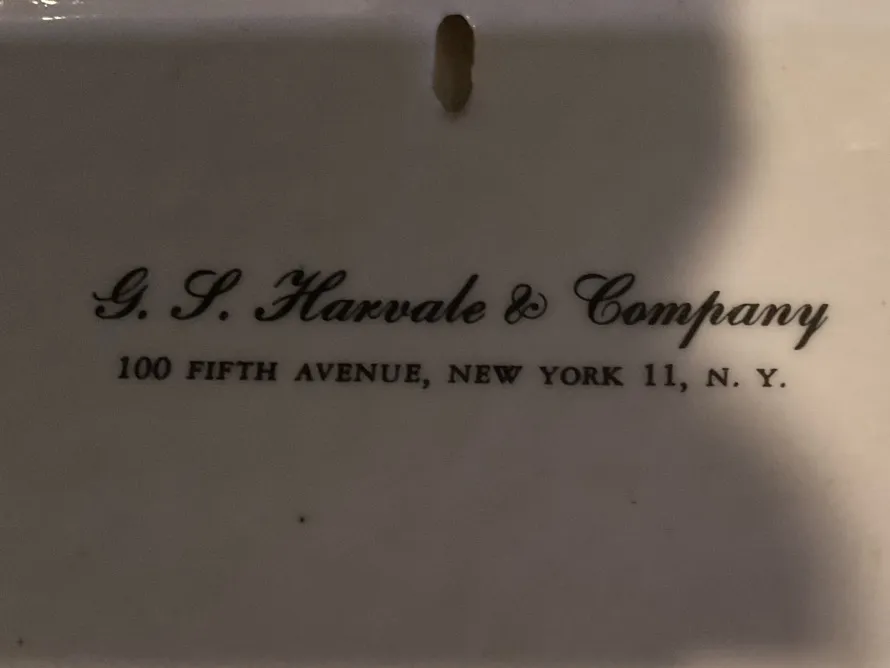 G. S. Harvale & Company
100 FIFTH AVENUE, NEW YORK 11, N. Y.